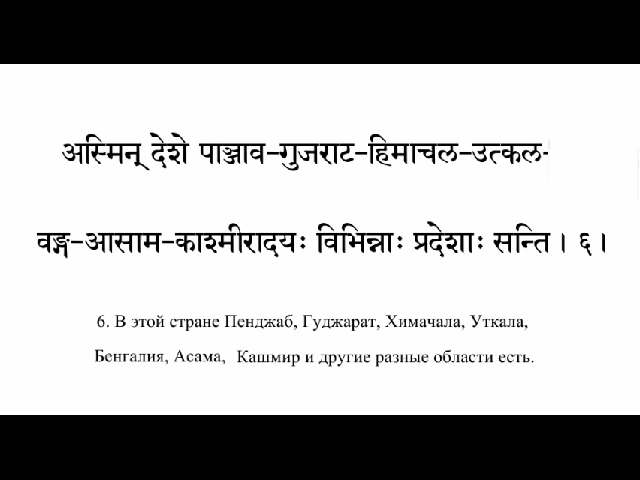 अस्मिन् देशे पाञ्जाव-गुजराट-हिमाचल-उत्कल-
वङ्ग-आसाम-काश्मीरादयः विभिन्नाः प्रदेशाः सन्ति । ६ ।
6. В этой стране Пенджаб, Гуджарат, Химачала, Уткала,
Бенгалия, Асама, Кашмир и другие разные области есть.